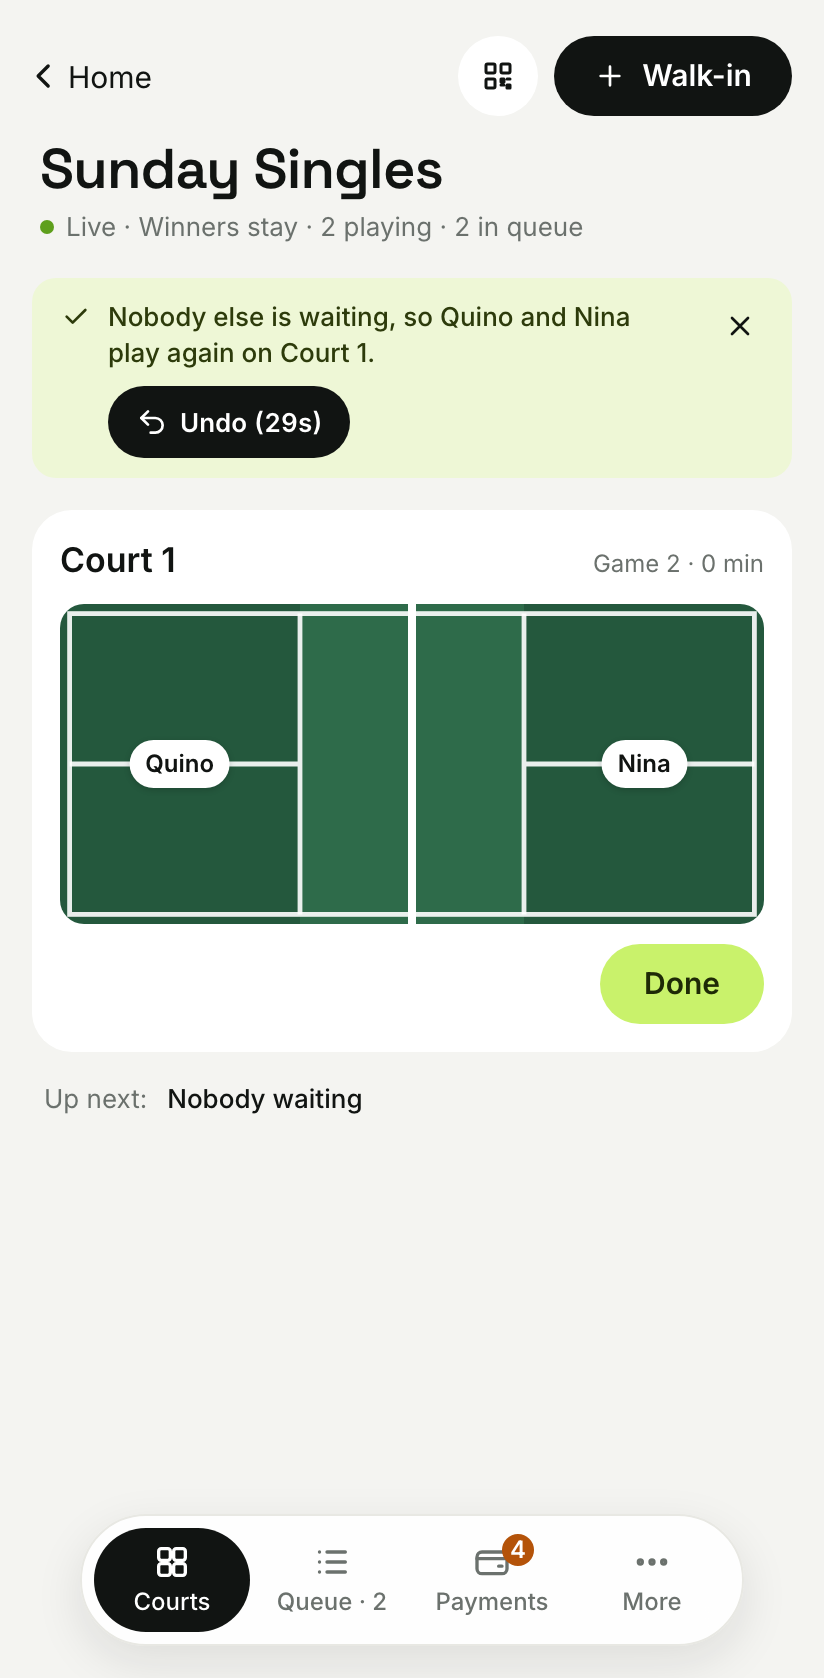 Home
Walk-in
Sunday Singles
Live · Winners stay · 2 playing · 2 in queue
Nobody else is waiting, so Quino and Nina
play again on Court 1.
Undo (29s)
Court 1
Game 2 · 0 min
Quino
Nina
Done
Up next: Nobody waiting
4
Courts
Queue · 2
Payments
More